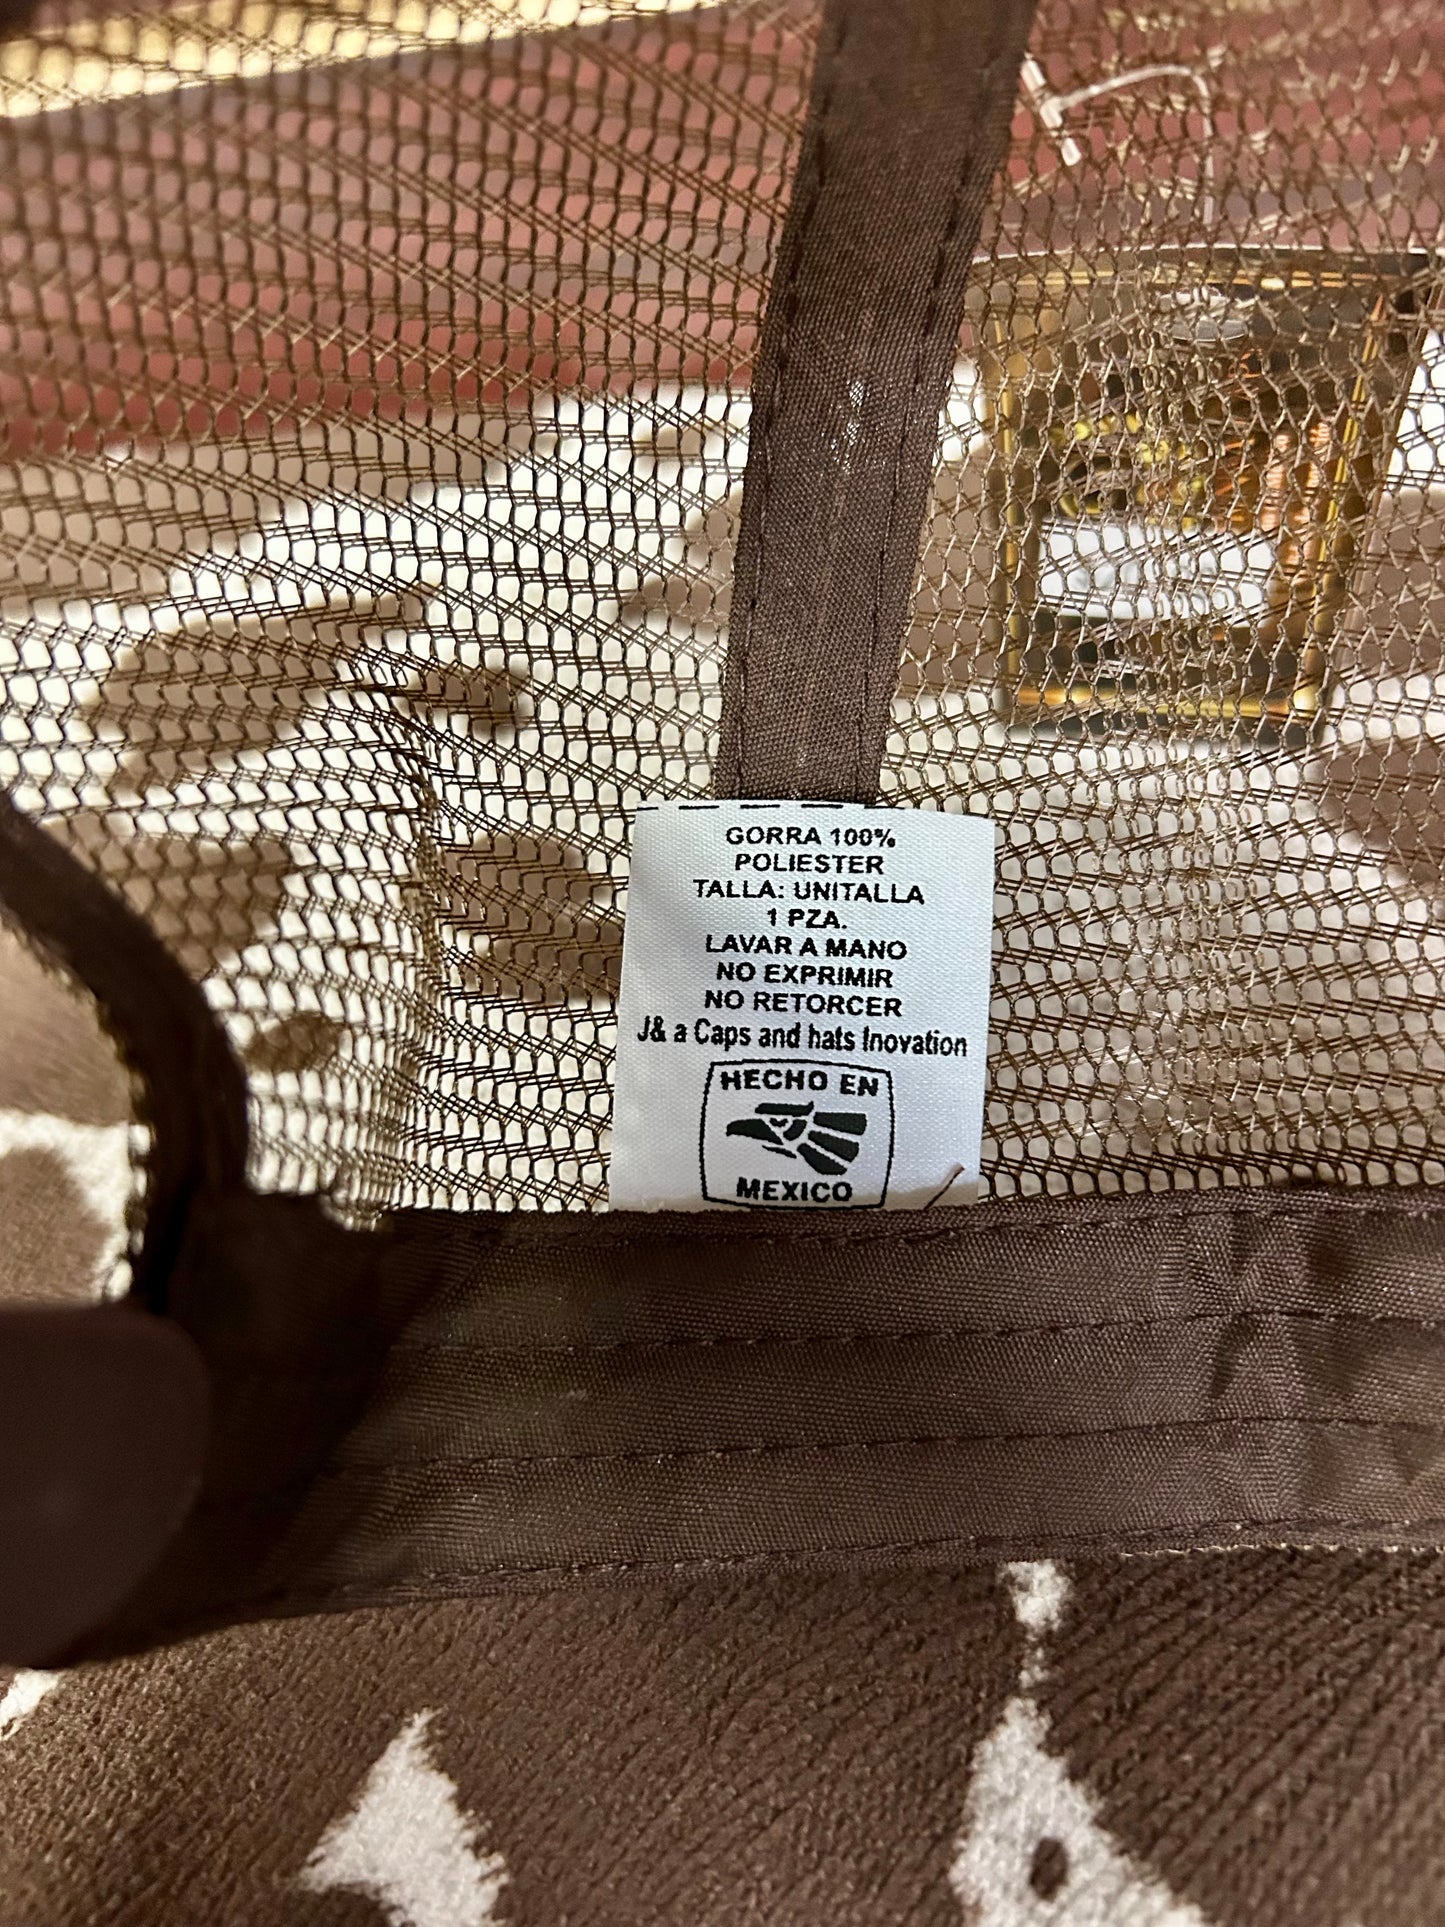 GORRA 100%
POLIESTER
TALLA: UNITALLA
1 PZA.
LAVAR A MANO
NO EXPRIMIR
NO RETORCER
J& a Caps and hats Inovation
HECHO EN
MEXICO